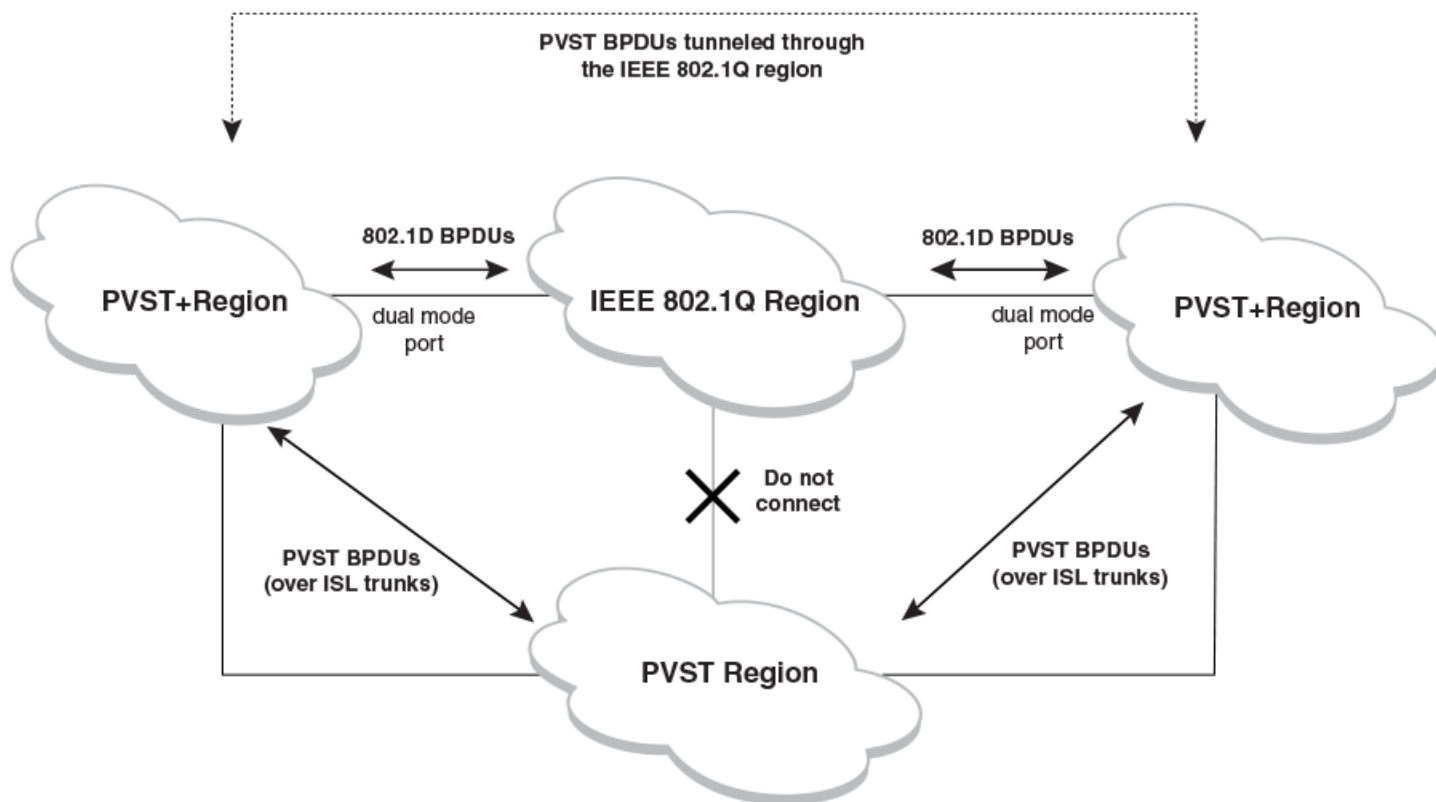 PVST BPDUs tunneled through
the IEEE 802.1Q region
802.1D BPDUs
802.1D BPDUs
PVST+Region
IEEE 802.1Q Region
PVST+Region
dual mode
port
dual mode
port
Do not
connect
PVST BPDUs
(over ISL trunks)
PVST BPDUs
(over ISL trunks)
PVST Region